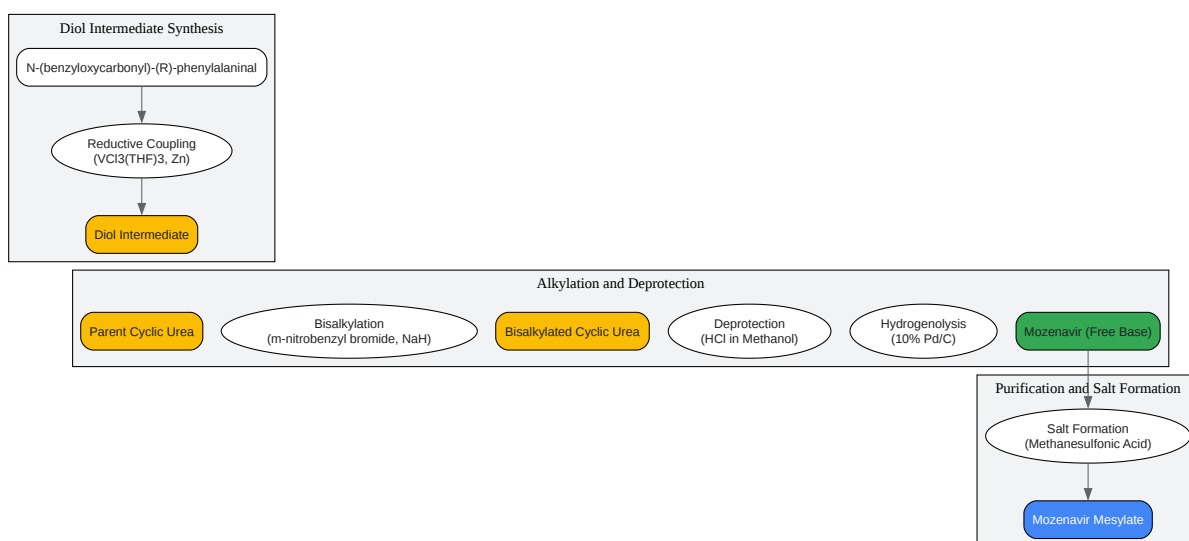 Diol Intermediate Synthesis
N-(benzyloxycarbonyl)-(R)-phenylalaninal
Reductive Coupling
(VCl3(THF)3, Zn)
Diol Intermediate
Alkylation and Deprotection
Parent Cyclic Urea
Bisalkylation
(m-nitrobenzyl bromide, NaH)
Bisalkylated Cyclic Urea
Deprotection
(HCl in Methanol)
Hydrogenolysis
(10% Pd/C)
Mozenavir (Free Base)
Purification and Salt Formation
Salt Formation
(Methanesulfonic Acid)
Mozenavir Mesylate